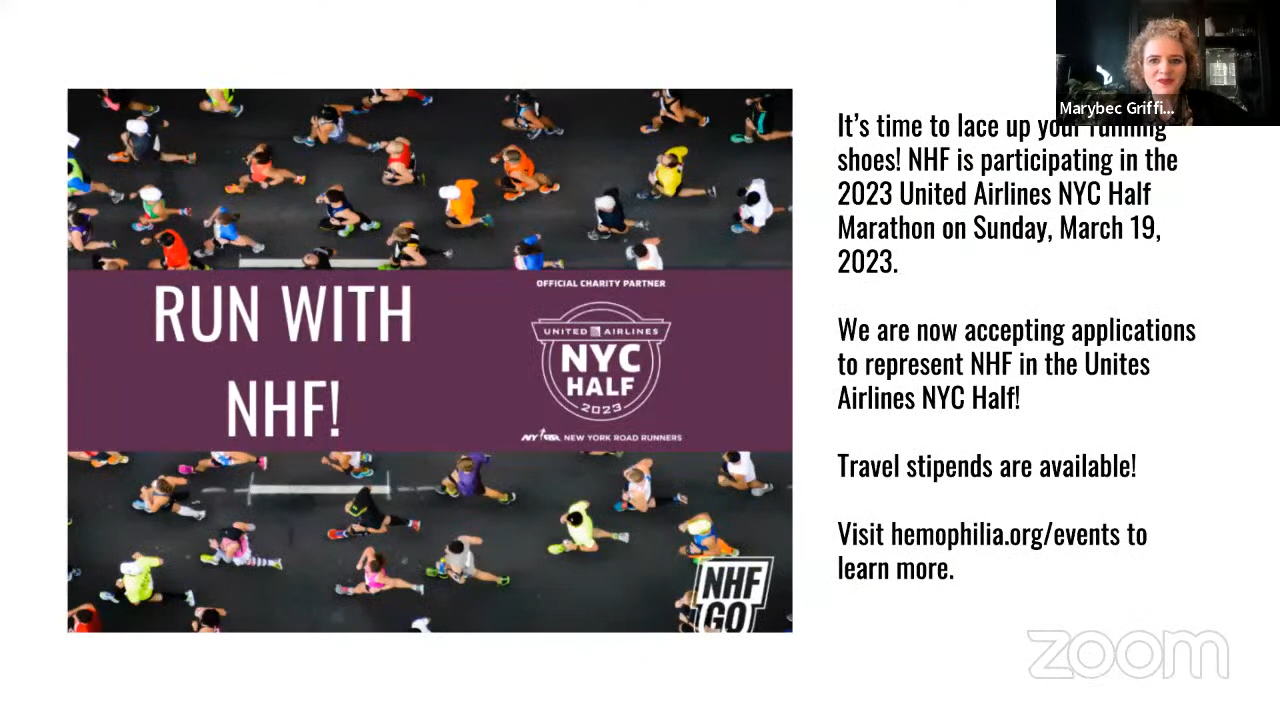 Marybec Griffi...
It's time to lace up your running
shoes! NHF is participating in the
2023 United Airlines NYC Half
Marathon on Sunday, March 19,
2023.
We are now accepting applications
to represent NHF in the Unites
Airlines NYC Half!
Travel stipends are available!
Visit hemophilia.org/events to
learn more.
RUN WITH
NHF!
OFFICIAL CHARITY PARTNER
UNITED AIRLINES
NYC
HALF
2023
NEW YORK ROAD RUNNERS
NHF
GO
zoom